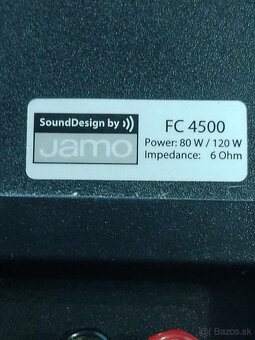 SoundDesign by
Jamo
FC 4500
Power: 80 W / 120 W
Impedance: 6 Ohm
Bazos.sk